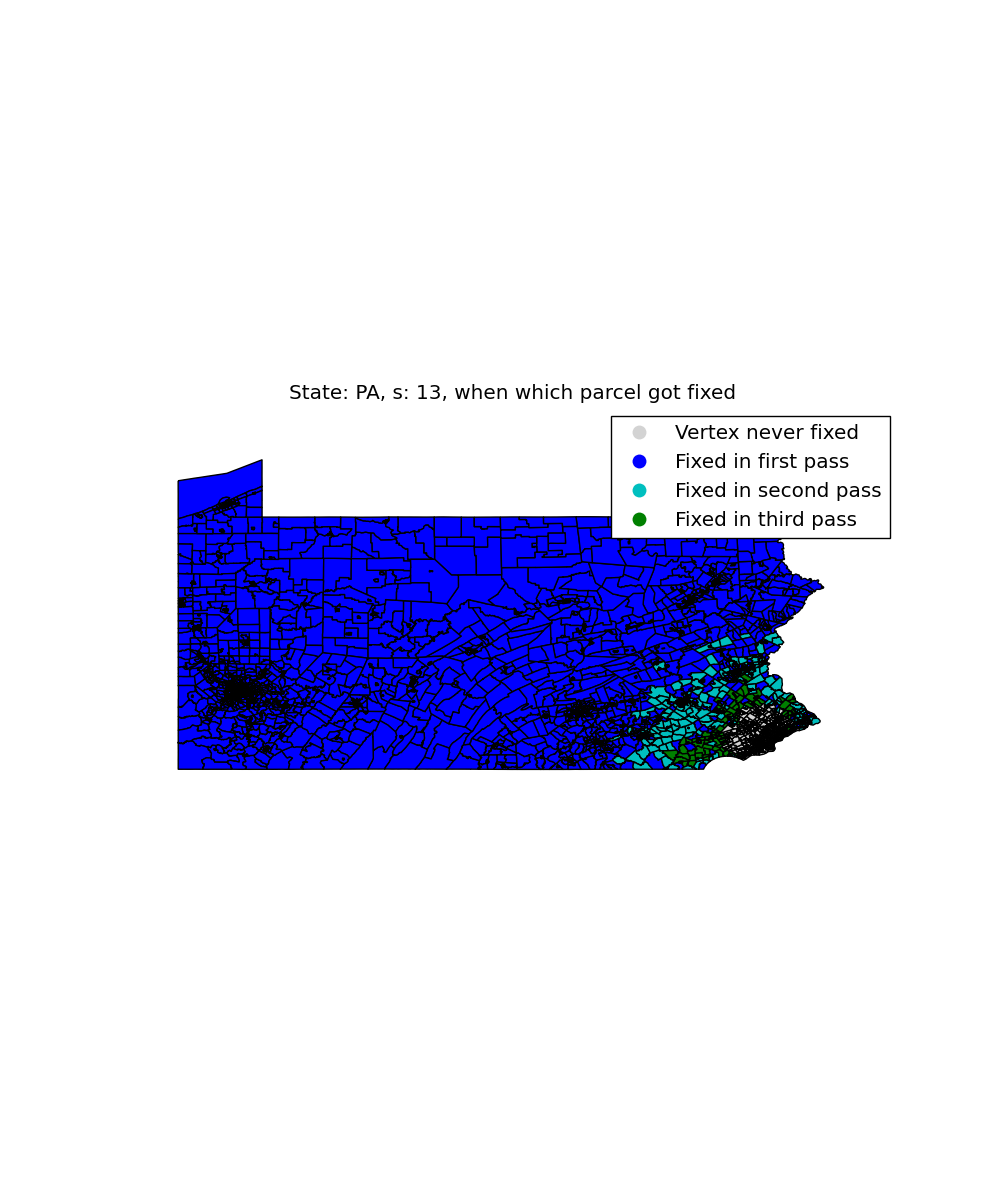 State: PA, s: 13, when which parcel got fixed
Vertex never fixed
Fixed in first pass
Fixed in second pass
Fixed in third pass